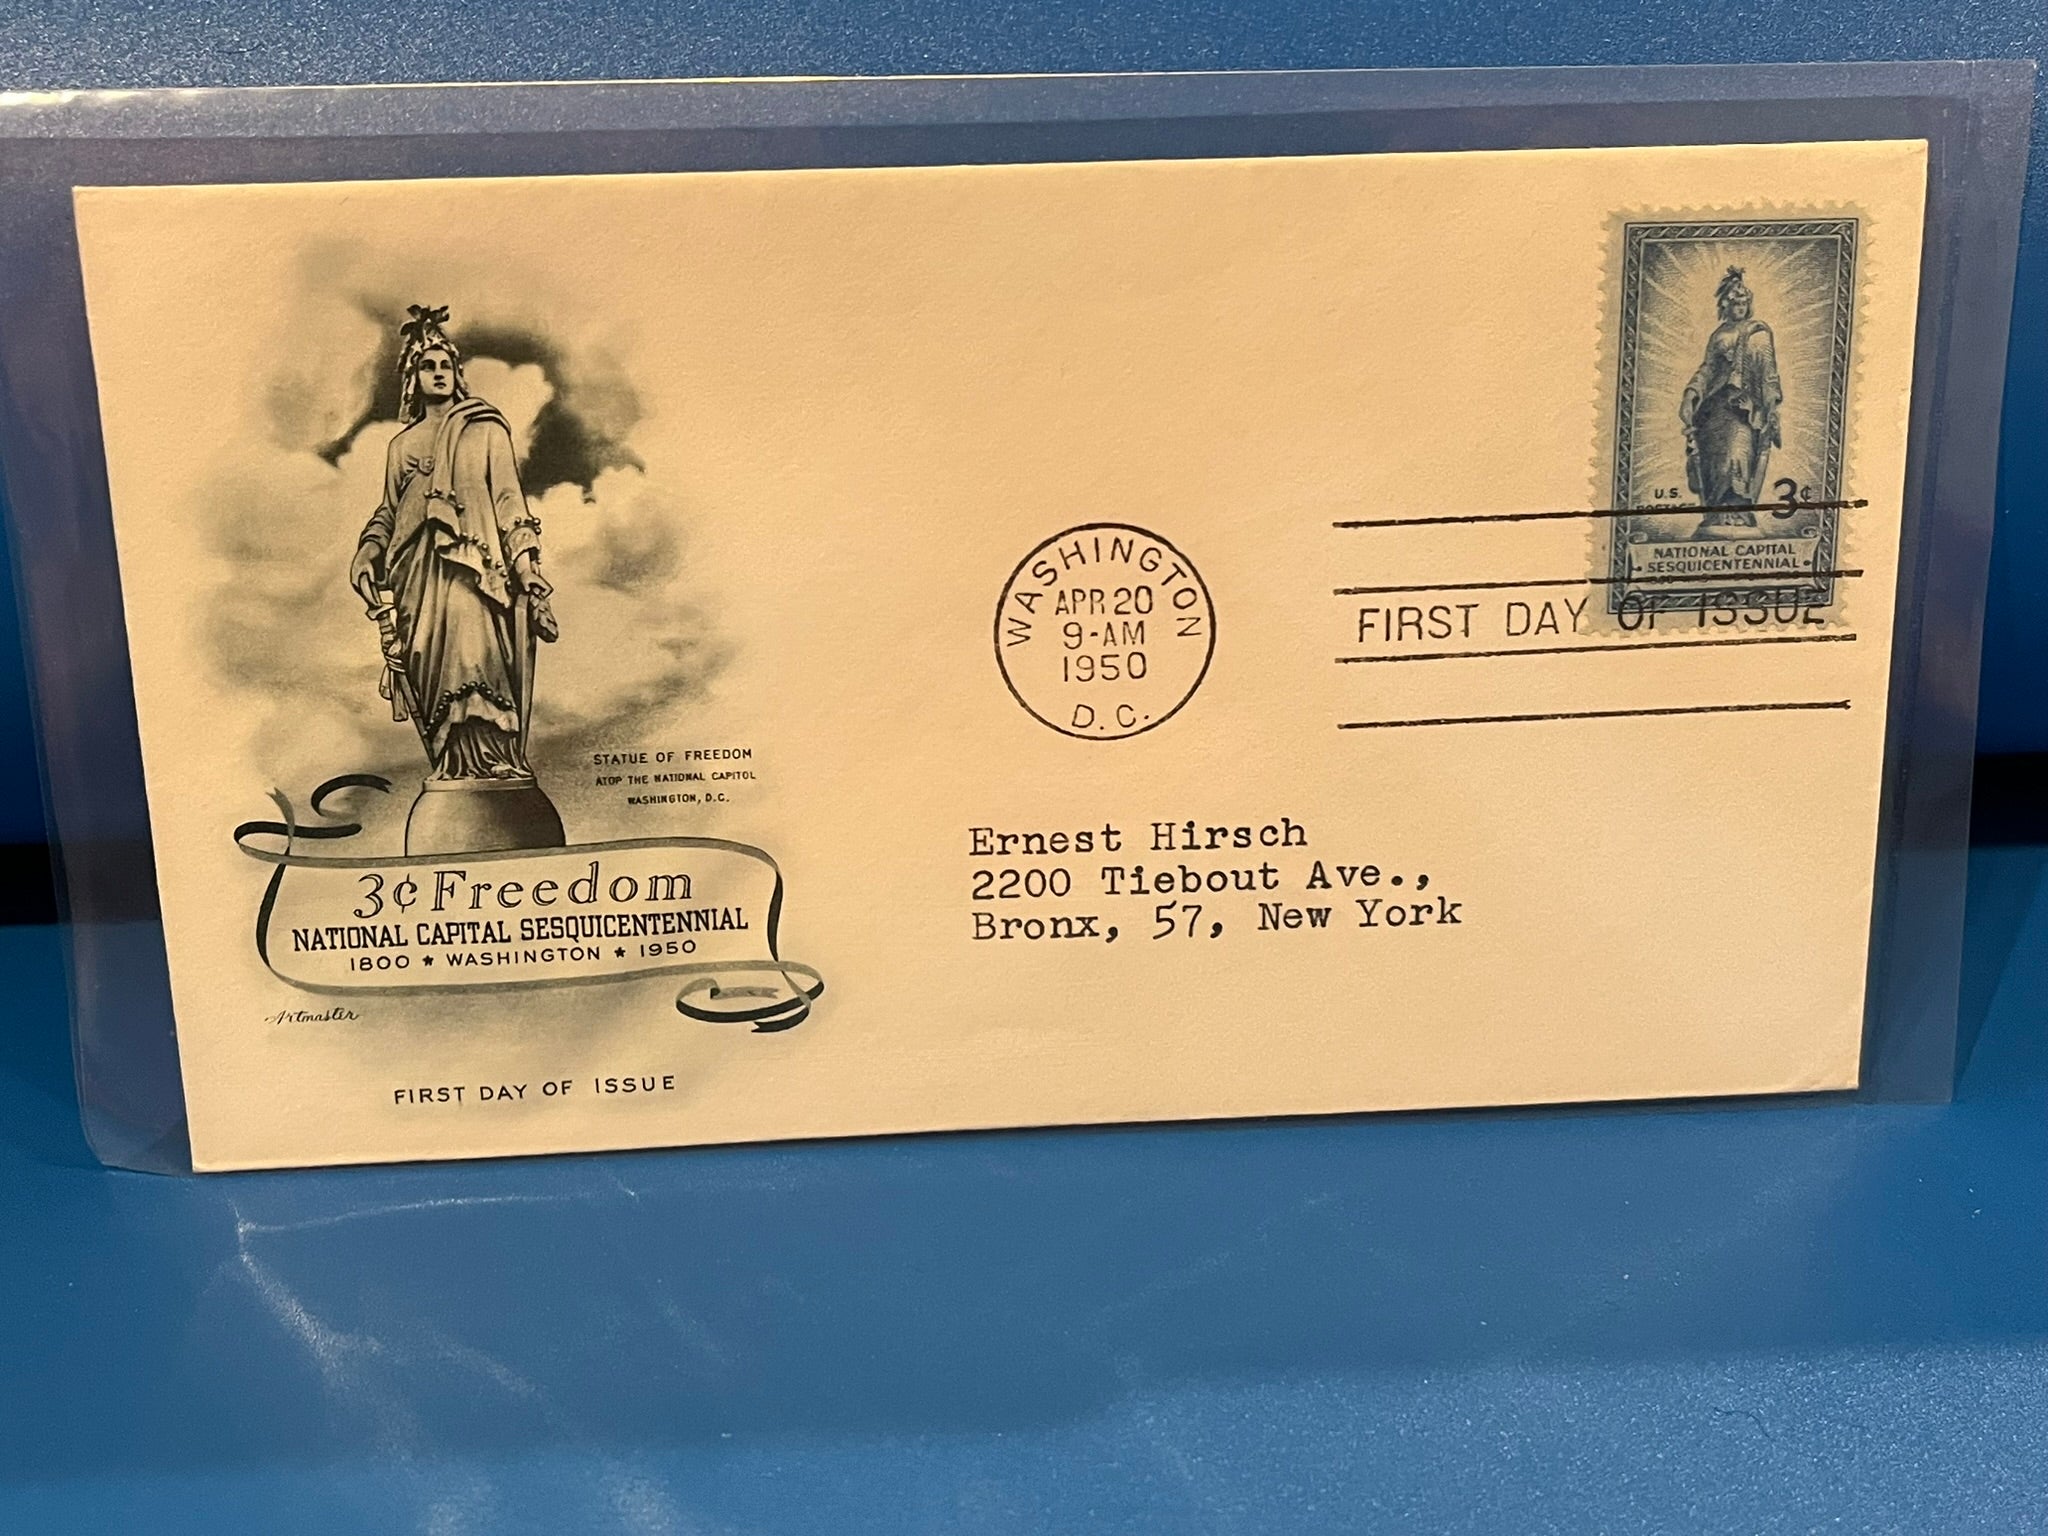 STATUE OF FREEDOM
ATOP THE NATIONAL CAPITOL
WASHINGTON, D.C.
3¢ Freedom
NATIONAL CAPITAL SESQUICENTENNIAL
1800 ★ WASHINGTON ★ 1950
Artmaster
FIRST DAY OF ISSUE
WASHINGTON
APR 20
9-AM
1950
D.C.
U.S.
POSTAGE
3¢
NATIONAL CAPITAL
SESQUICENTENNIAL
FIRST DAY OF ISSUE
Ernest Hirsch
2200 Tiebout Ave.,
Bronx, 57, New York